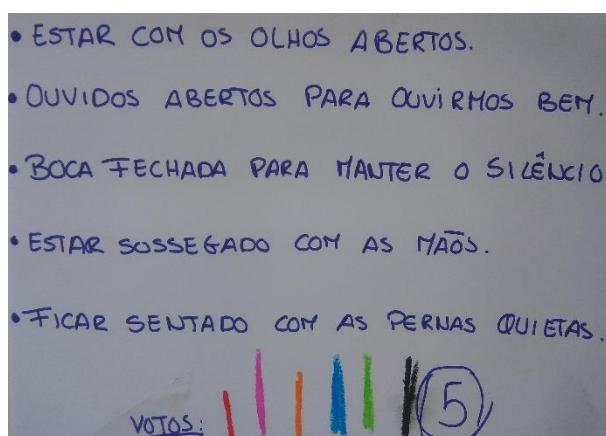 • ESTAR COM OS OLHOS ABERTOS.
• OUVIDOS ABERTOS PARA OUVIRMOS BEM.
• BOCA FECHADA PARA MANTER O SILÊNCIO
• ESTAR SOSSEGADO COM AS MAÕS.
• FICAR SENTADO COM AS PERNAS QUIETAS.
VOTOS: 5